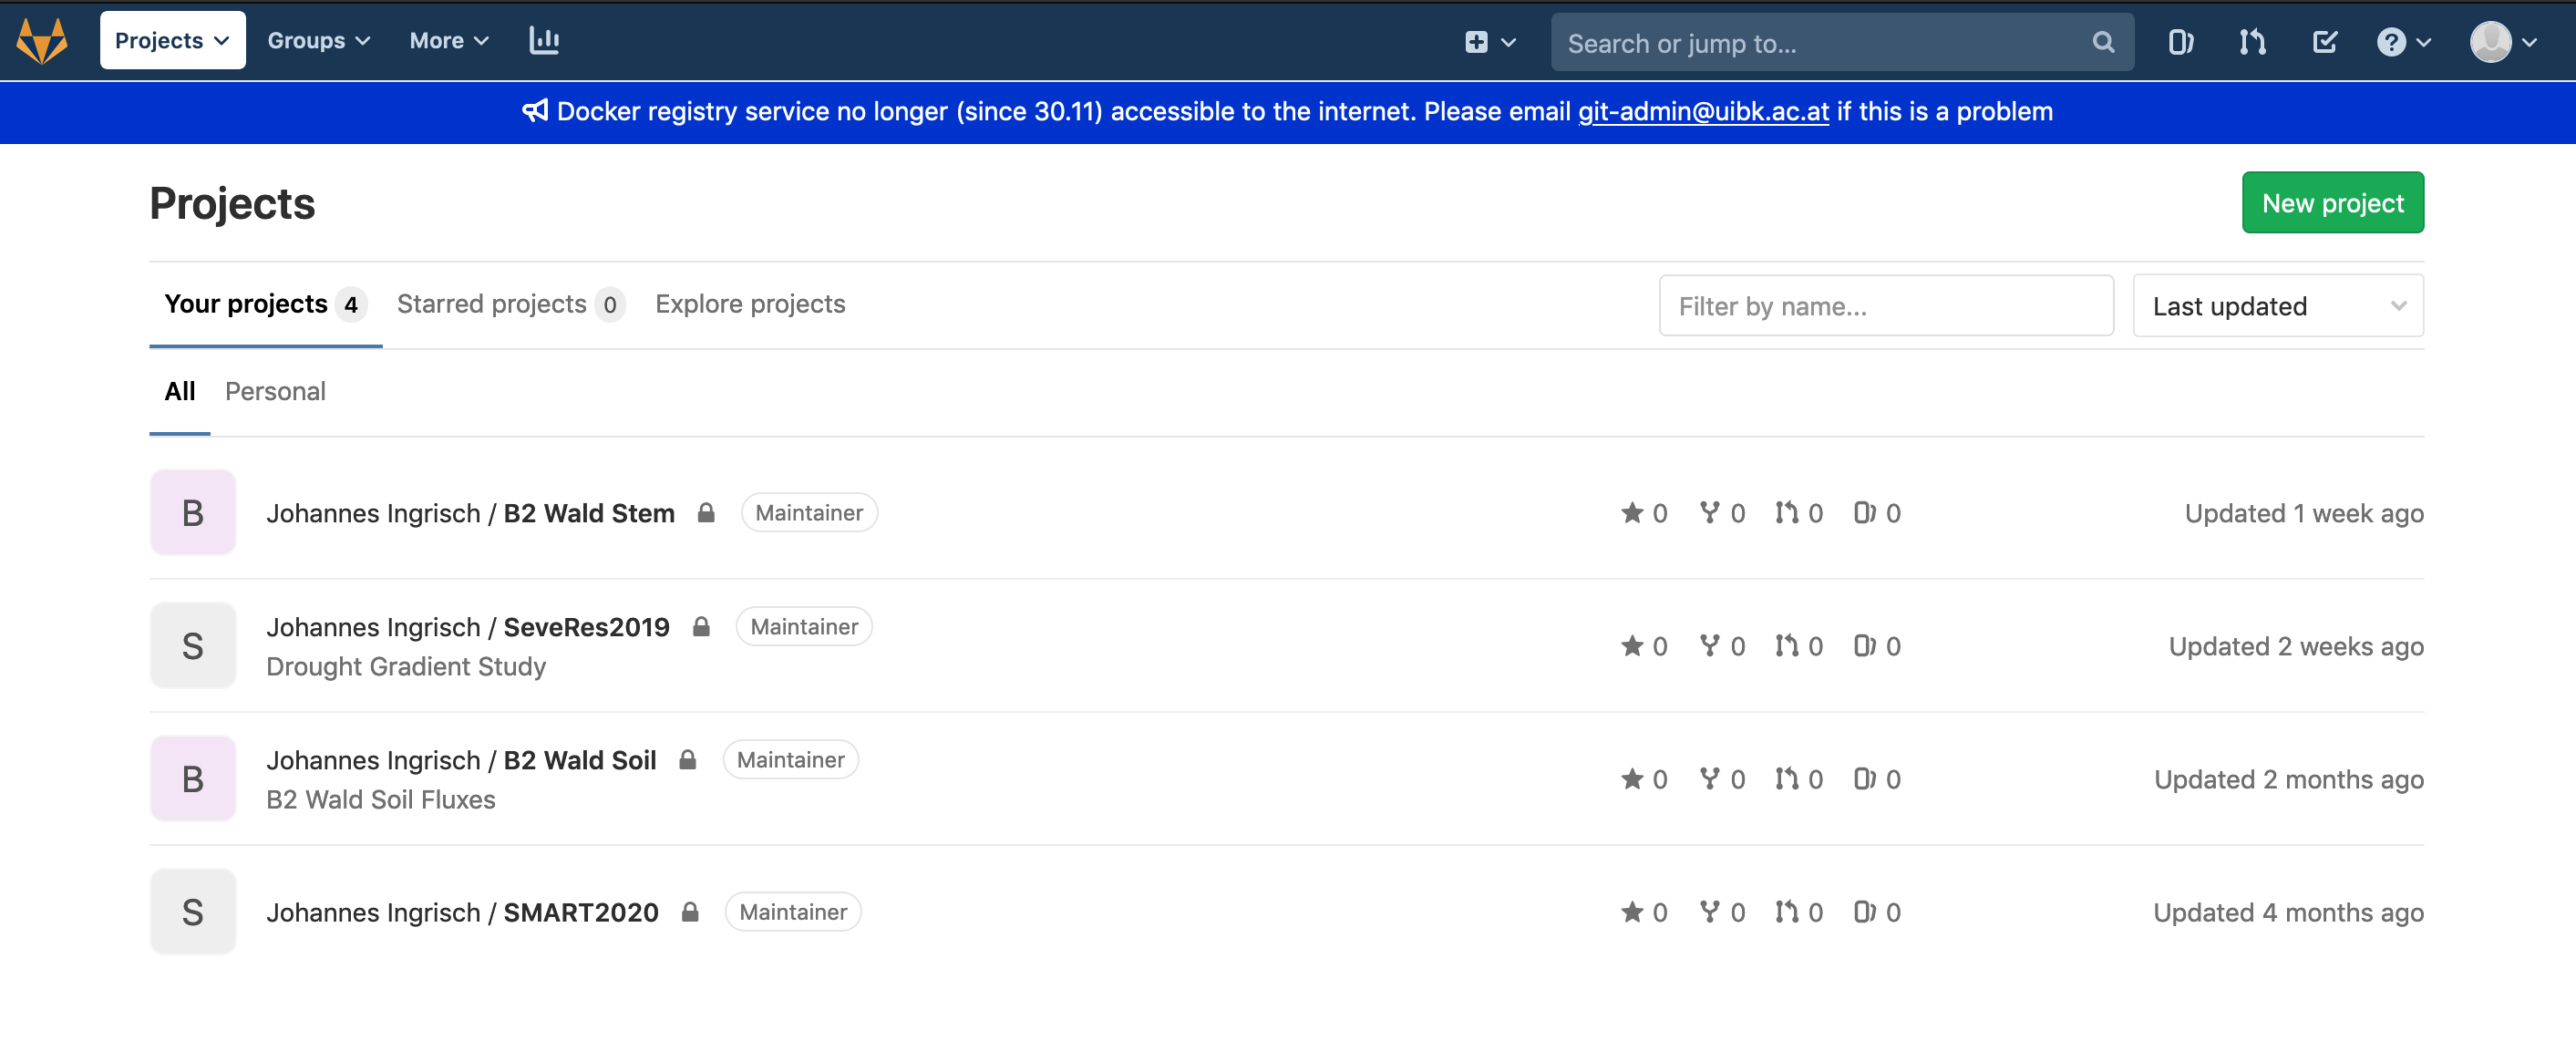 Projects Groups More Search or jump to...
Docker registry service no longer (since 30.11) accessible to the internet. Please email git-admin@uibk.ac.at if this is a problem
Projects New project
Your projects 4 Starred projects 0 Explore projects Filter by name... Last updated
All Personal
B Johannes Ingrisch / B2 Wald Stem Maintainer 0 0 0 0 Updated 1 week ago
S Johannes Ingrisch / SeveRes2019 Maintainer 0 0 0 0 Updated 2 weeks ago
Drought Gradient Study
B Johannes Ingrisch / B2 Wald Soil Maintainer 0 0 0 0 Updated 2 months ago
B2 Wald Soil Fluxes
S Johannes Ingrisch / SMART2020 Maintainer 0 0 0 0 Updated 4 months ago